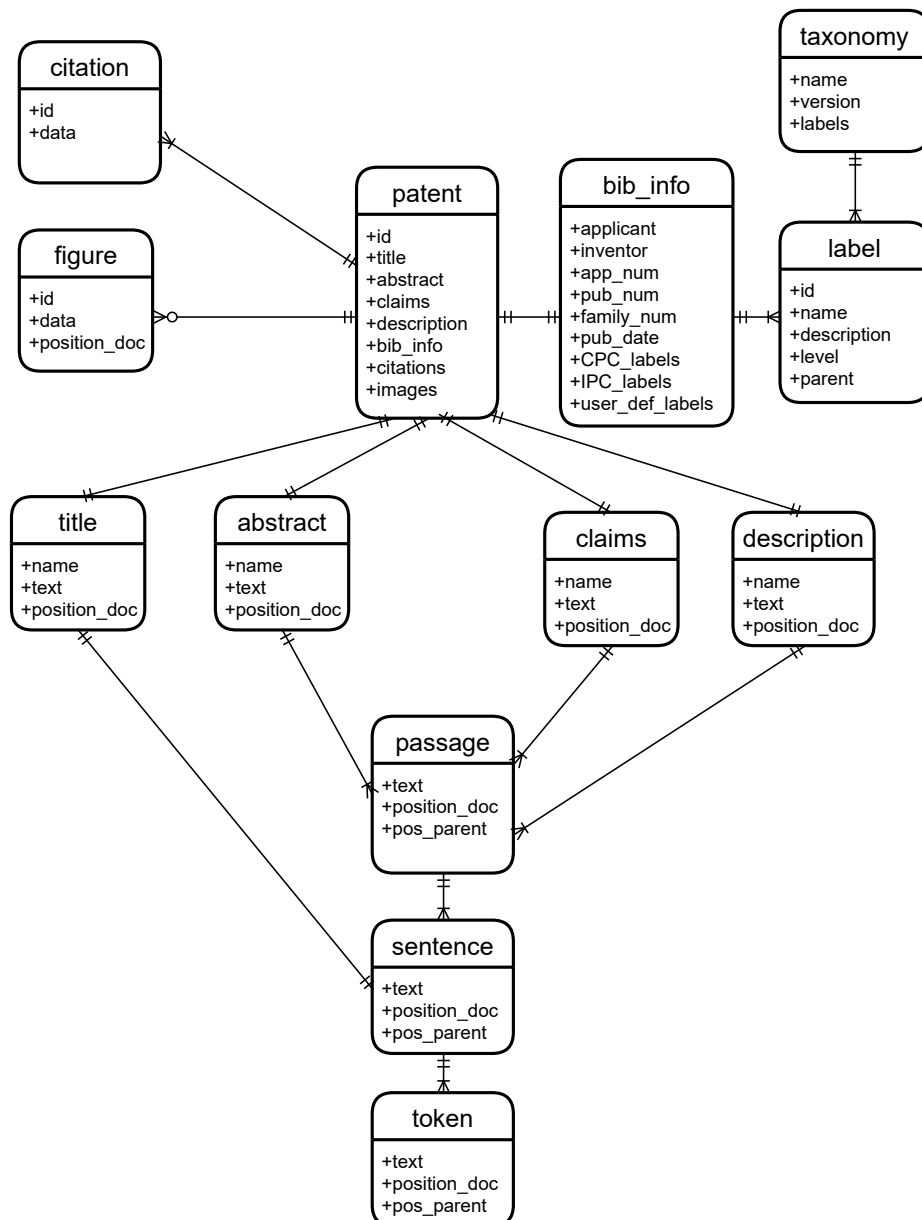 citation
+id
+data
figure
+id
+data
+position_doc
patent
+id
+title
+abstract
+claims
+description
+bib_info
+citations
+images
bib_info
+applicant
+inventor
+app_num
+pub_num
+family_num
+pub_date
+CPC_labels
+IPC_labels
+user_def_labels
taxonomy
+name
+version
+labels
label
+id
+name
+description
+level
+parent
title
+name
+text
+position_doc
abstract
+name
+text
+position_doc
claims
+name
+text
+position_doc
description
+name
+text
+position_doc
passage
+text
+position_doc
+pos_parent
sentence
+text
+position_doc
+pos_parent
token
+text
+position_doc
+pos_parent